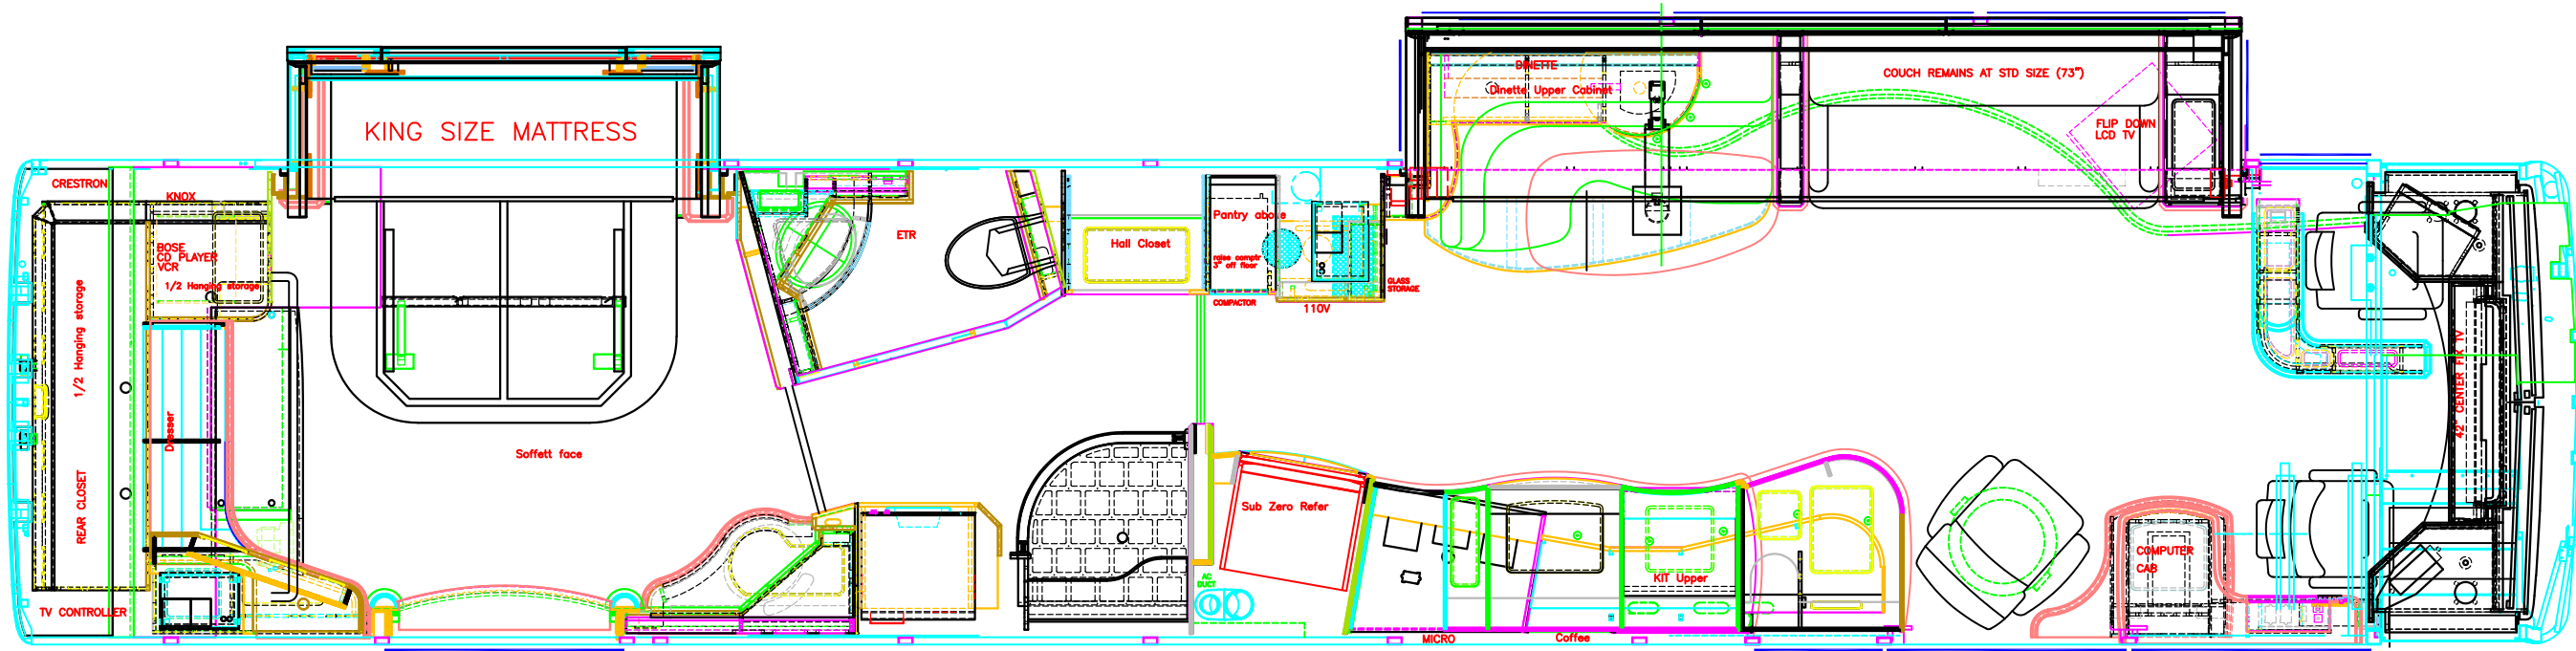 DINETTE
Dinette Upper Cabinet
COUCH REMAINS AT STD SIZE (73")
FLIP DOWN
LCD TV
KING SIZE MATTRESS
CRESTRON
KNOX
BOSE
CD PLAYER
VCR
1/2 Hanging storage
1/2 Hanging storage
REAR CLOSET
Dresser
TV CONTROLLER
Soffett face
ETR
Hall Closet
Pantry above
raise comptr
3" off floor
COMPACTOR
110V
GLASS
STORAGE
42" CENTER FIX TV
Sub Zero Refer
AC
DUCT
KIT Upper
MICRO
Coffee
COMPUTER
CAB